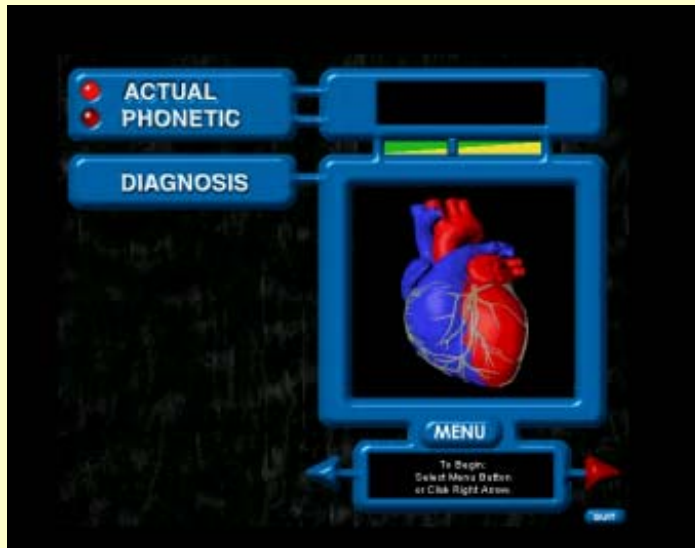 ACTUAL
PHONETIC
DIAGNOSIS
MENU
To Begin:
Select Menu Button
or Click Right Arrow.
QUIT